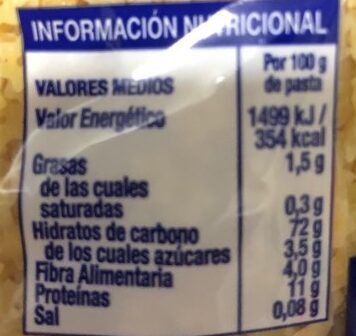 INFORMACIÓN NUTRICIONAL
Por 100 g
VALORES MEDIOS de pasta
Valor Energético 1499 kJ /
354 kcal
Grasas 1,5 g
de las cuales
saturadas 0,3 g
Hidratos de carbono 72 g
de los cuales azúcares 3,5 g
Fibra Alimentaria 4,0 g
Proteínas 11 g
Sal 0,08 g